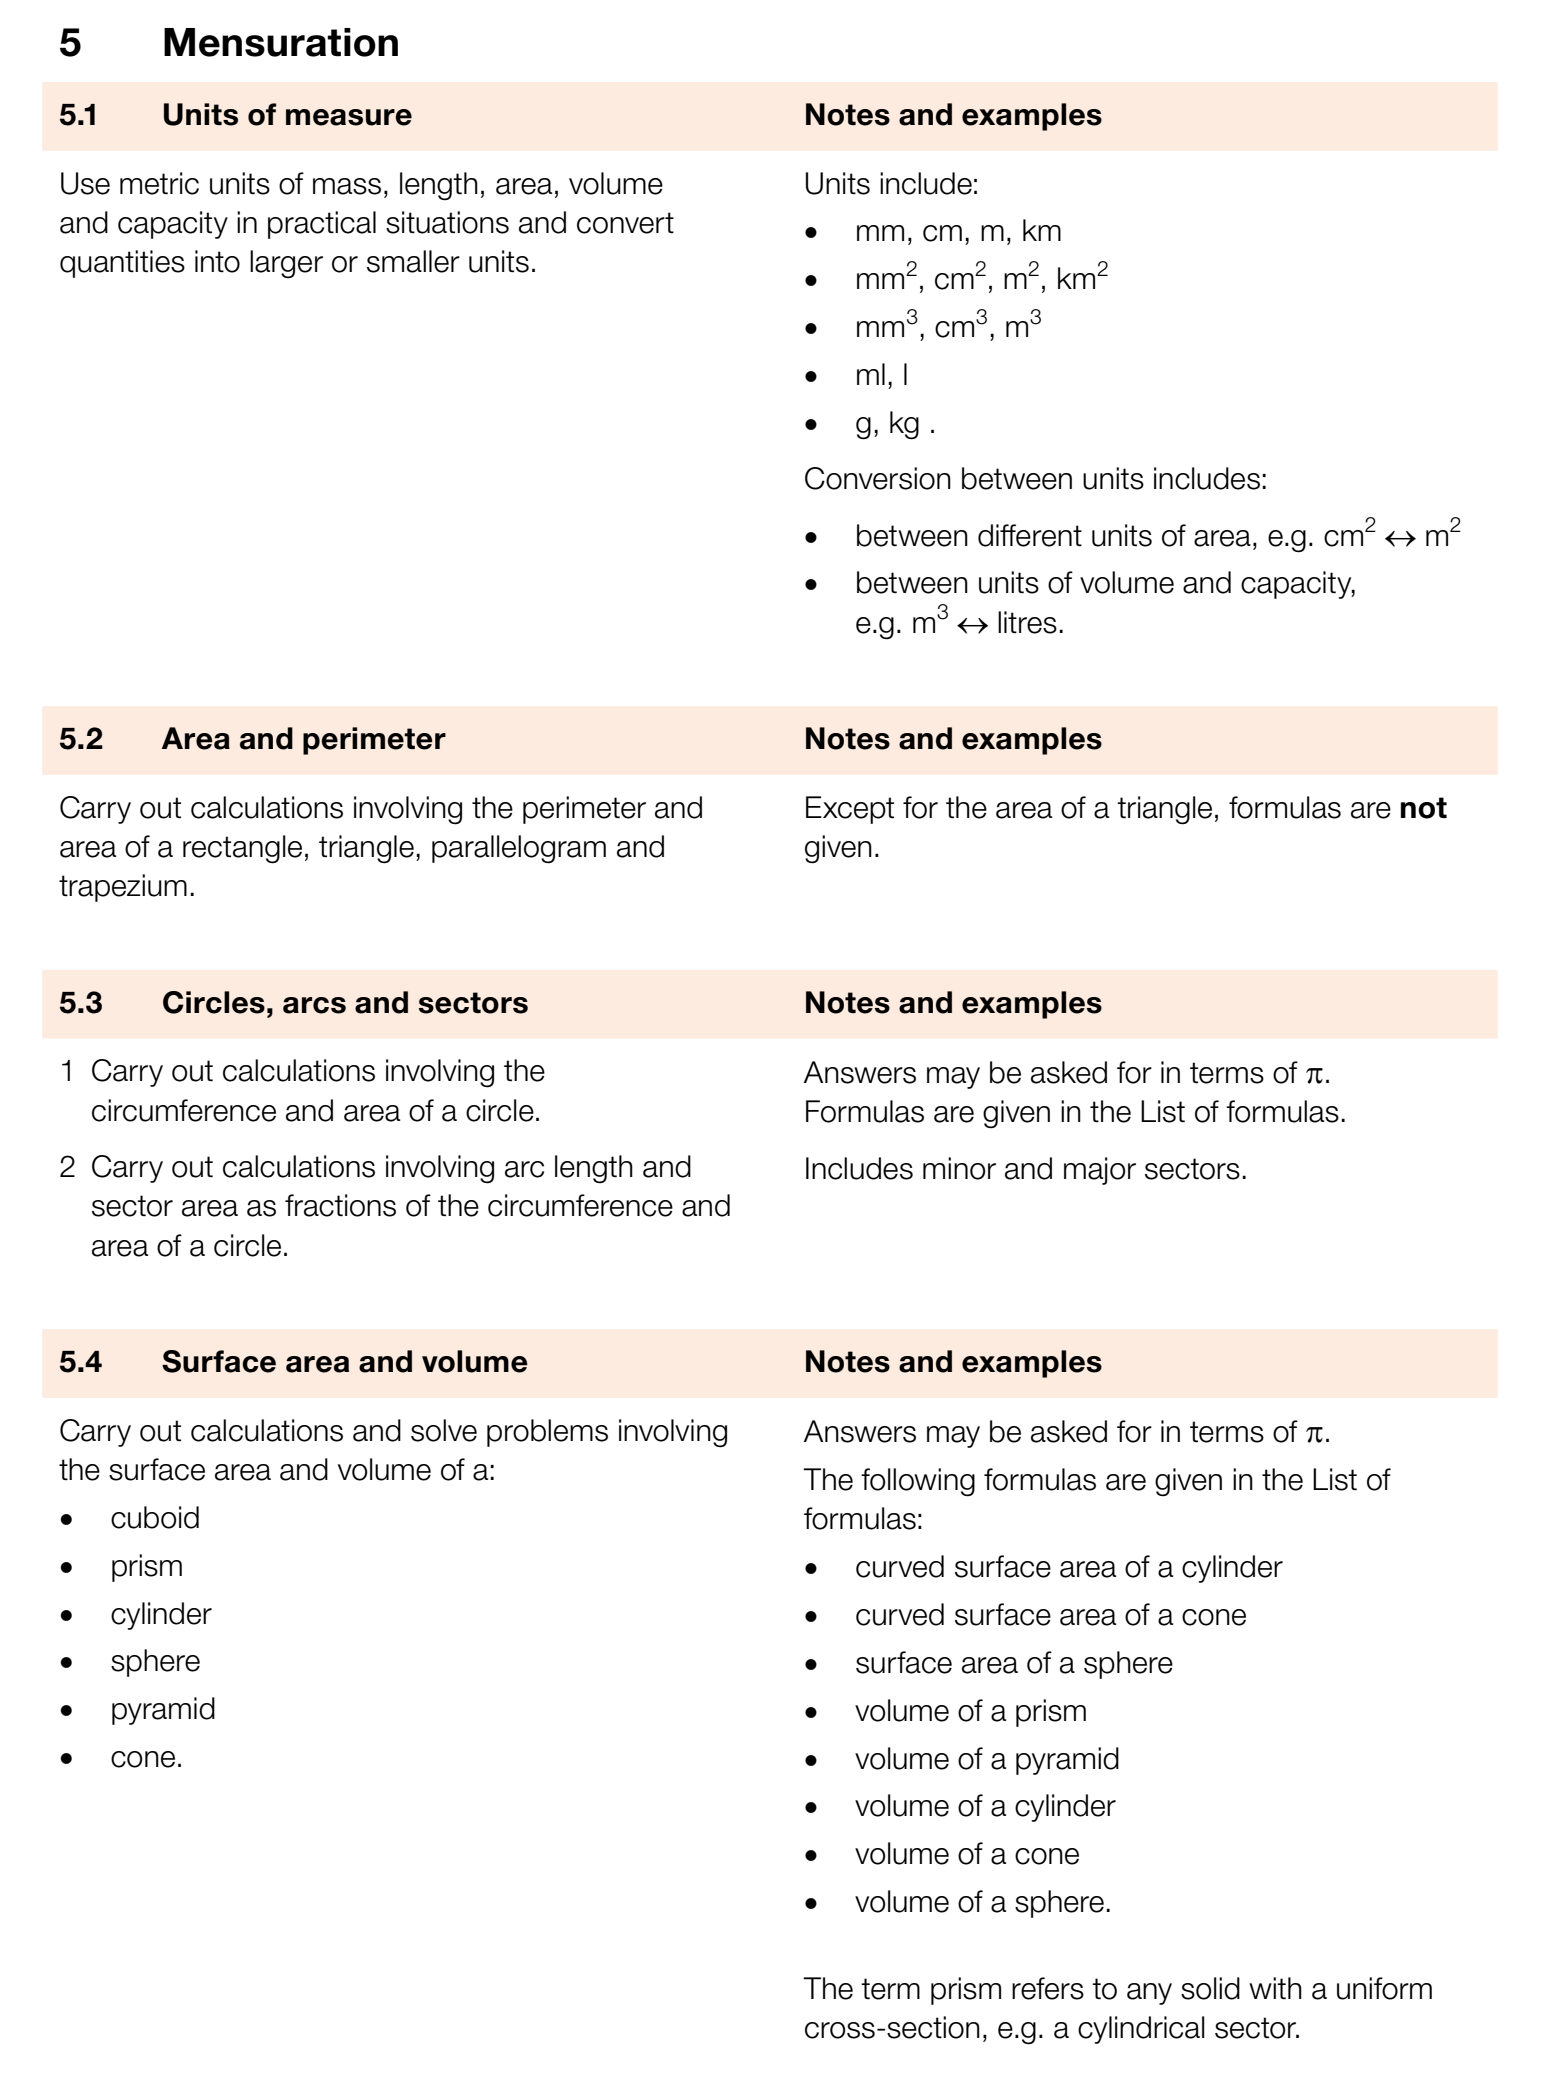 5 Mensuration
5.1 Units of measure
Notes and examples
Use metric units of mass, length, area, volume
and capacity in practical situations and convert
quantities into larger or smaller units.
Units include:
• mm, cm, m, km
• mm², cm², m², km²
• mm³, cm³, m³
• ml, l
• g, kg .
Conversion between units includes:
• between different units of area, e.g. cm² ↔ m²
• between units of volume and capacity,
e.g. m³ ↔ litres.
5.2 Area and perimeter
Notes and examples
Carry out calculations involving the perimeter and
area of a rectangle, triangle, parallelogram and
trapezium.
Except for the area of a triangle, formulas are not
given.
5.3 Circles, arcs and sectors
Notes and examples
1 Carry out calculations involving the
circumference and area of a circle.
2 Carry out calculations involving arc length and
sector area as fractions of the circumference and
area of a circle.
Answers may be asked for in terms of π.
Formulas are given in the List of formulas.
Includes minor and major sectors.
5.4 Surface area and volume
Notes and examples
Carry out calculations and solve problems involving
the surface area and volume of a:
• cuboid
• prism
• cylinder
• sphere
• pyramid
• cone.
Answers may be asked for in terms of π.
The following formulas are given in the List of
formulas:
• curved surface area of a cylinder
• curved surface area of a cone
• surface area of a sphere
• volume of a prism
• volume of a pyramid
• volume of a cylinder
• volume of a cone
• volume of a sphere.
The term prism refers to any solid with a uniform
cross-section, e.g. a cylindrical sector.